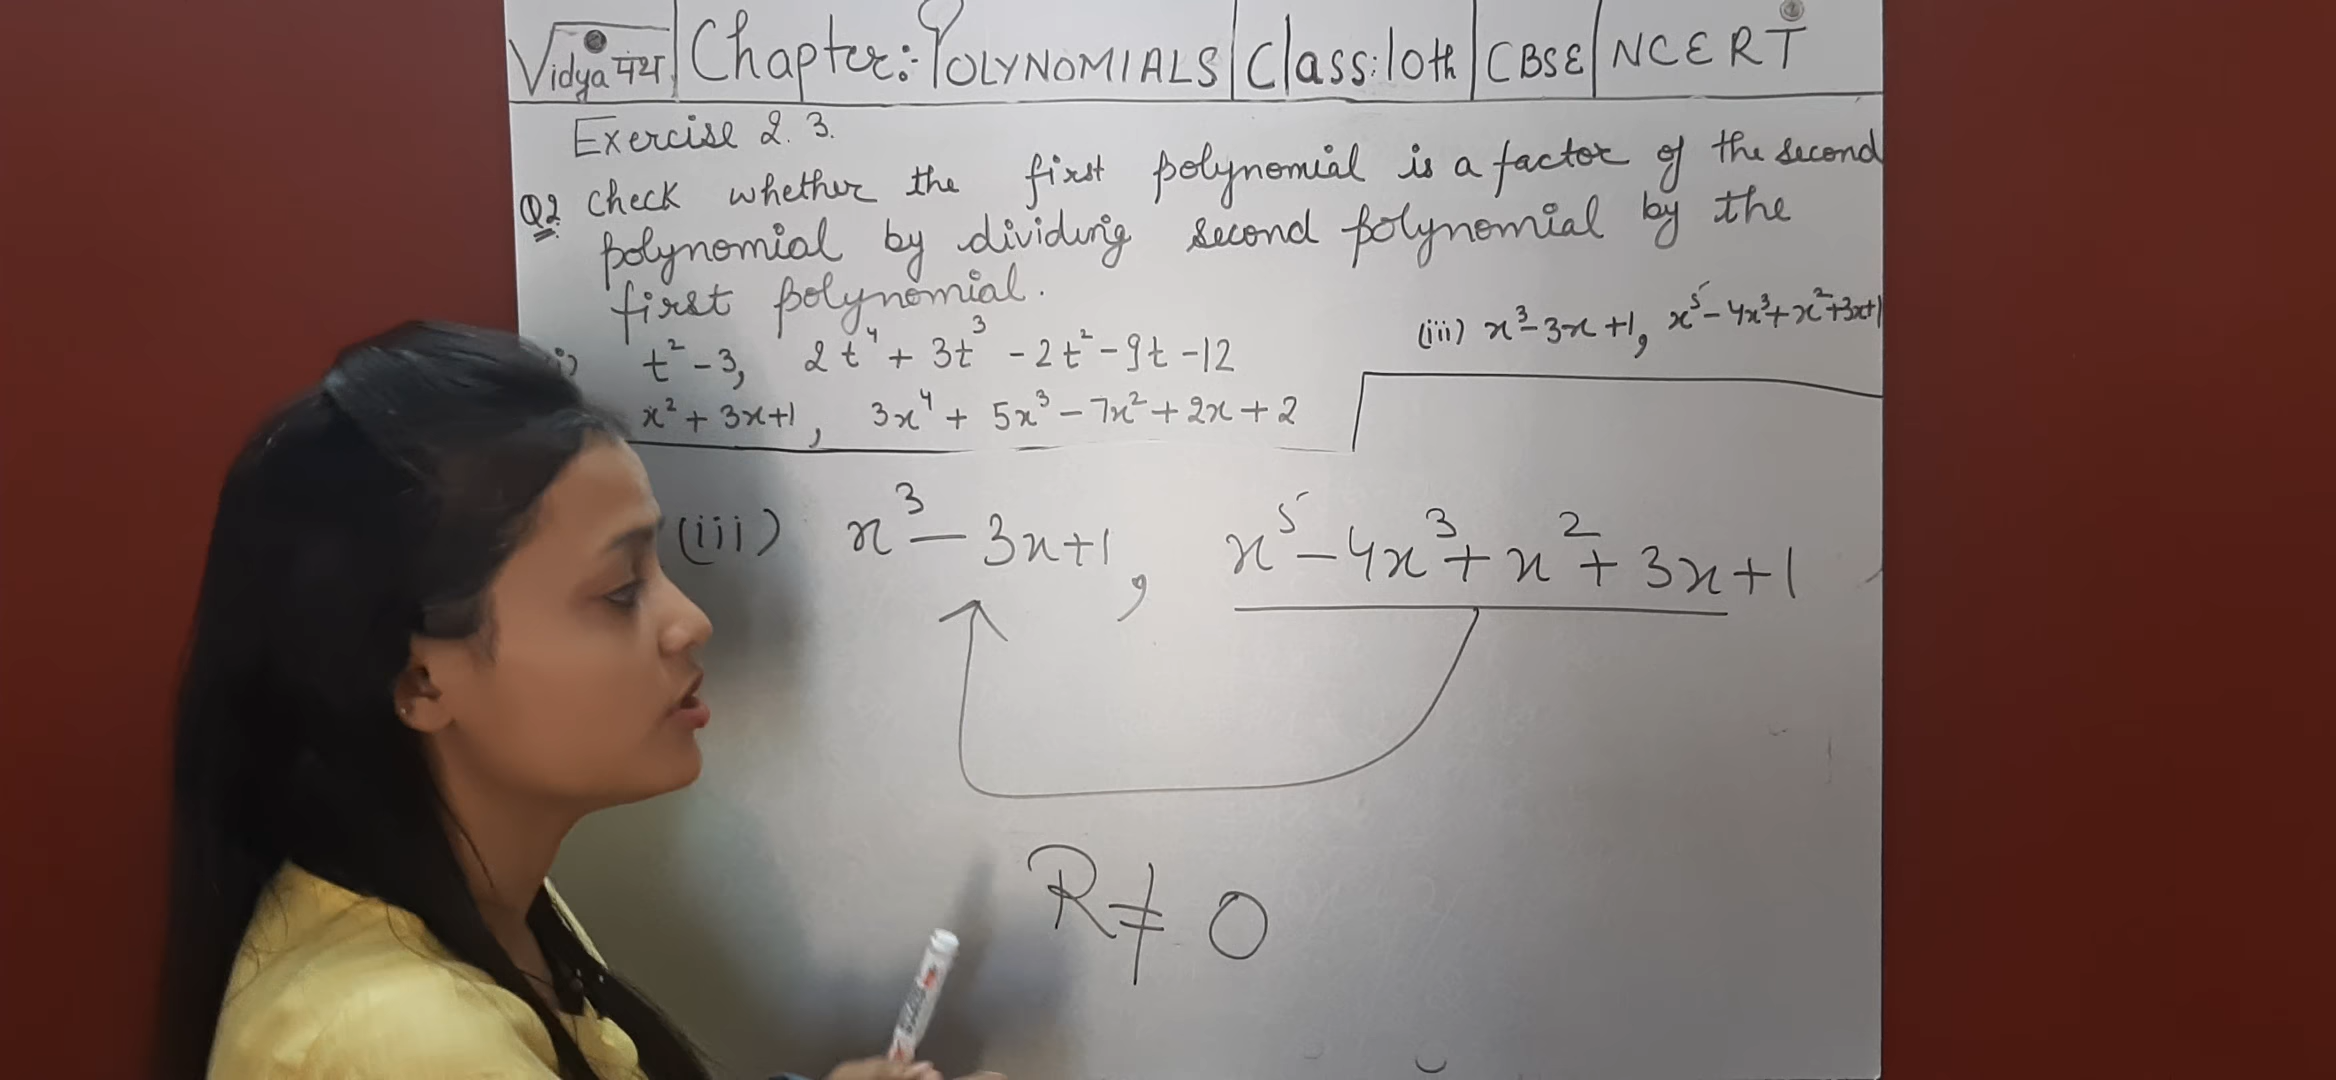 Vidya पथ | Chapter:- POLYNOMIALS | Class: 10th | CBSE | NCERT
Exercise 2.3.
Q2 Check whether the first polynomial is a factor of the second
polynomial by dividing second polynomial by the
first polynomial.
i) t² - 3, 2t⁴ + 3t³ - 2t² - 9t - 12
(iii) x³ - 3x + 1, x⁵ - 4x³ + x² + 3x + 1
x² + 3x + 1, 3x⁴ + 5x³ - 7x² + 2x + 2
(iii) x³ - 3x + 1, x⁵ - 4x³ + x² + 3x + 1
R ≠ 0